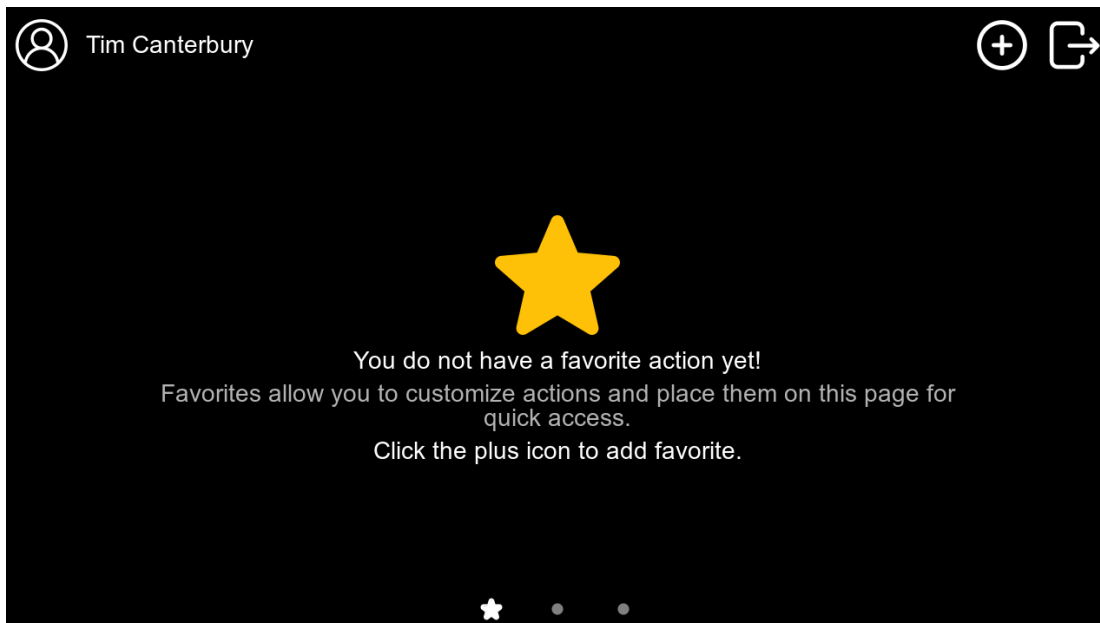 Tim Canterbury
You do not have a favorite action yet!
Favorites allow you to customize actions and place them on this page for
quick access.
Click the plus icon to add favorite.